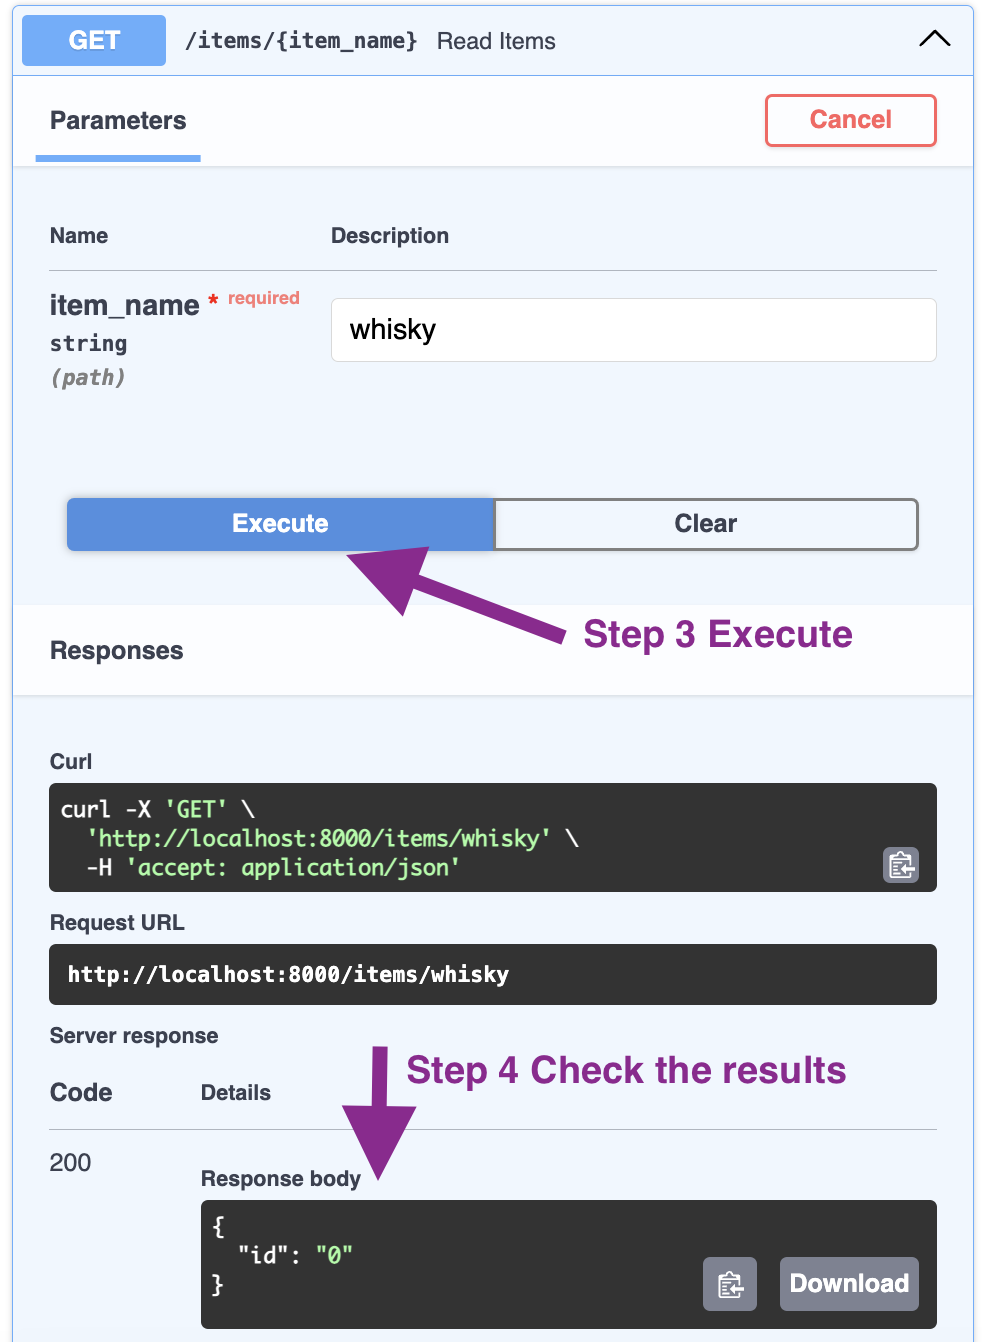 GET /items/{item_name} Read Items
Parameters
Cancel
Name Description
item_name * required
string
(path)
whisky
Execute Clear
Step 3 Execute
Responses
Curl
curl -X 'GET' \
'http://localhost:8000/items/whisky' \
-H 'accept: application/json'
Request URL
http://localhost:8000/items/whisky
Server response
Step 4 Check the results
Code Details
200
Response body
{
"id": "0"
}
Download